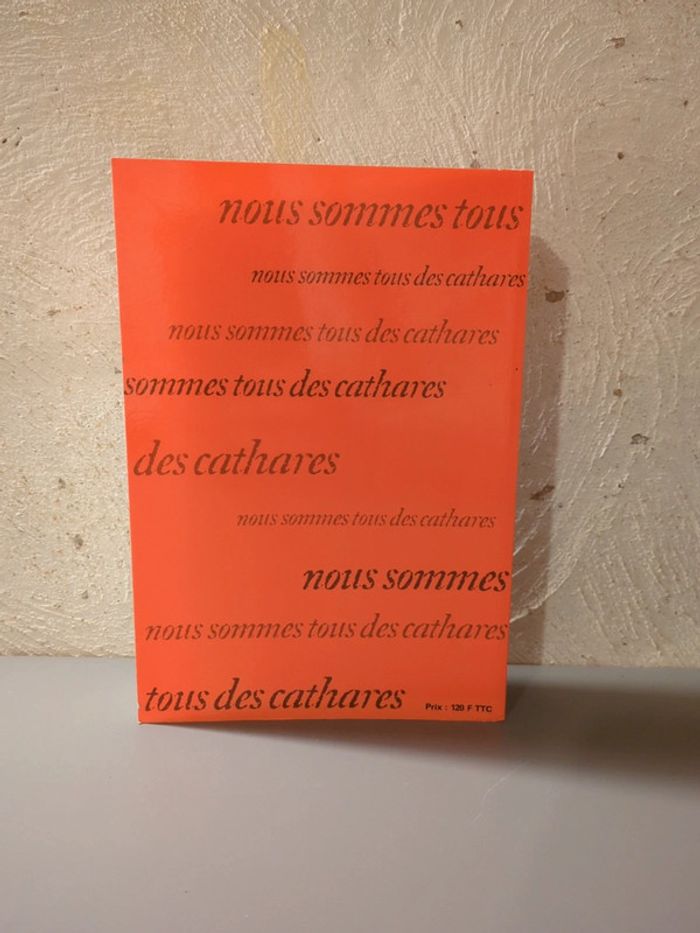 nous sommes tous
nous sommes tous des cathares
nous sommes tous des cathares
sommes tous des cathares
des cathares
nous sommes tous des cathares
nous sommes
nous sommes tous des cathares
tous des cathares
Prix : 120 F TTC